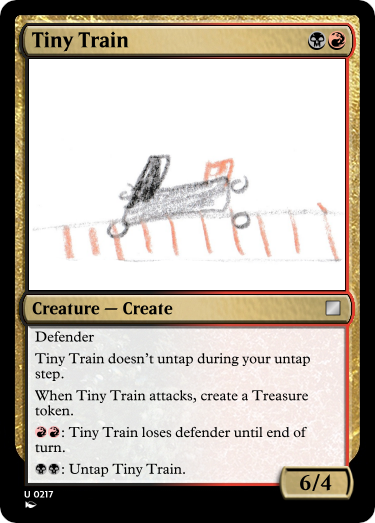 Tiny Train
Creature — Create
Defender
Tiny Train doesn't untap during your untap
step.
When Tiny Train attacks, create a Treasure
token.
: Tiny Train loses defender until end of
turn.
: Untap Tiny Train.
6/4
U 0217